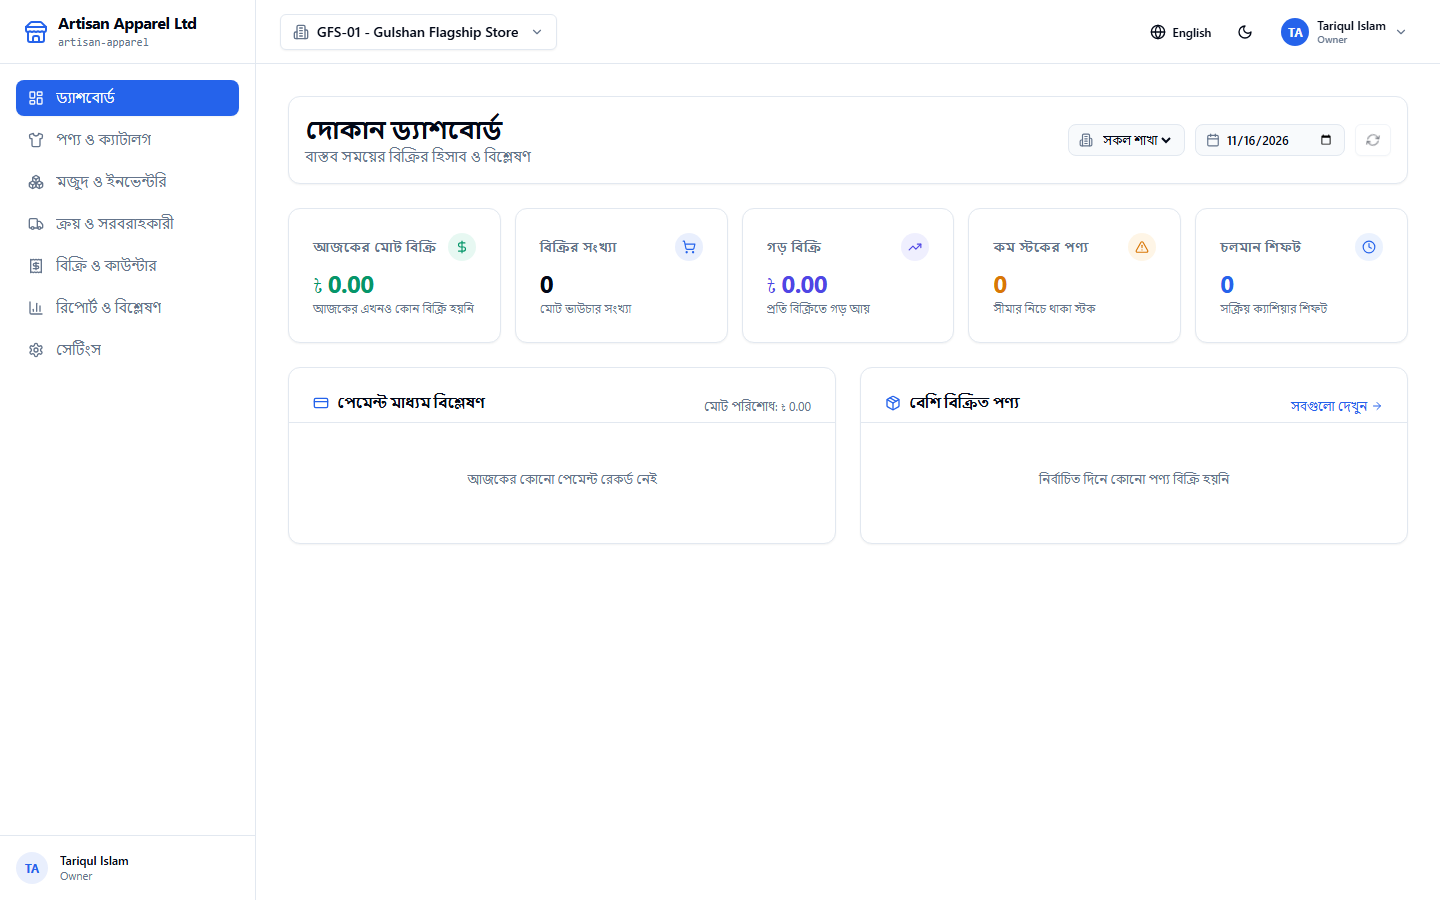 Artisan Apparel Ltd
artisan-apparel
GFS-01 - Gulshan Flagship Store
English
TA
Tariqul Islam
Owner
ড্যাশবোর্ড
পণ্য ও ক্যাটালগ
মজুদ ও ইনভেন্টরি
ক্রয় ও সরবরাহকারী
বিক্রি ও কাউন্টার
রিপোর্ট ও বিশ্লেষণ
সেটিংস
দোকান ড্যাশবোর্ড
বাস্তব সময়ের বিক্রির হিসাব ও বিশ্লেষণ
সকল শাখা
11/16/2026
আজকের মোট বিক্রি
৳ 0.00
আজকের এখনও কোন বিক্রি হয়নি
বিক্রির সংখ্যা
0
মোট ভাউচার সংখ্যা
গড় বিক্রি
৳ 0.00
প্রতি বিক্রিতে গড় আয়
কম স্টকের পণ্য
0
সীমার নিচে থাকা স্টক
চলমান শিফট
0
সক্রিয় ক্যাশিয়ার শিফট
পেমেন্ট মাধ্যম বিশ্লেষণ
মোট পরিশোধ: ৳ 0.00
আজকের কোনো পেমেন্ট রেকর্ড নেই
বেশি বিক্রিত পণ্য
সবগুলো দেখুন →
নির্বাচিত দিনে কোনো পণ্য বিক্রি হয়নি
TA
Tariqul Islam
Owner